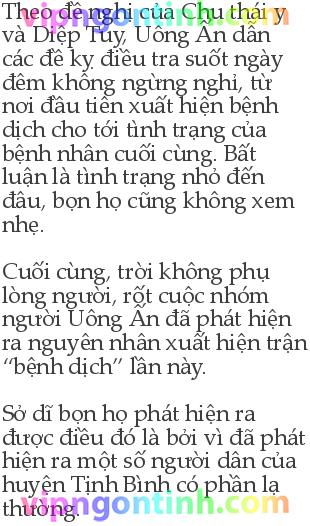 Theo đề nghị của Chu thái y
và Diệp Tuy, Uông Ấn dẫn
các đề kỵ điều tra suốt ngày
đêm không ngừng nghỉ, từ
nơi đầu tiên xuất hiện bệnh
dịch cho tới tình trạng của
bệnh nhân cuối cùng. Bất
luận là tình trạng nhỏ đến
đâu, bọn họ cũng không xem
nhẹ.
Cuối cùng, trời không phụ
lòng người, rốt cuộc nhóm
người Uông Ấn đã phát hiện
ra nguyên nhân xuất hiện trận
“bệnh dịch” lần này.
Sở dĩ bọn họ phát hiện ra
được điều đó là bởi vì đã phát
hiện ra một số người dân của
huyện Tịnh Bình có phần lạ
thường.
vipngontinh.com
vipngontinh.com